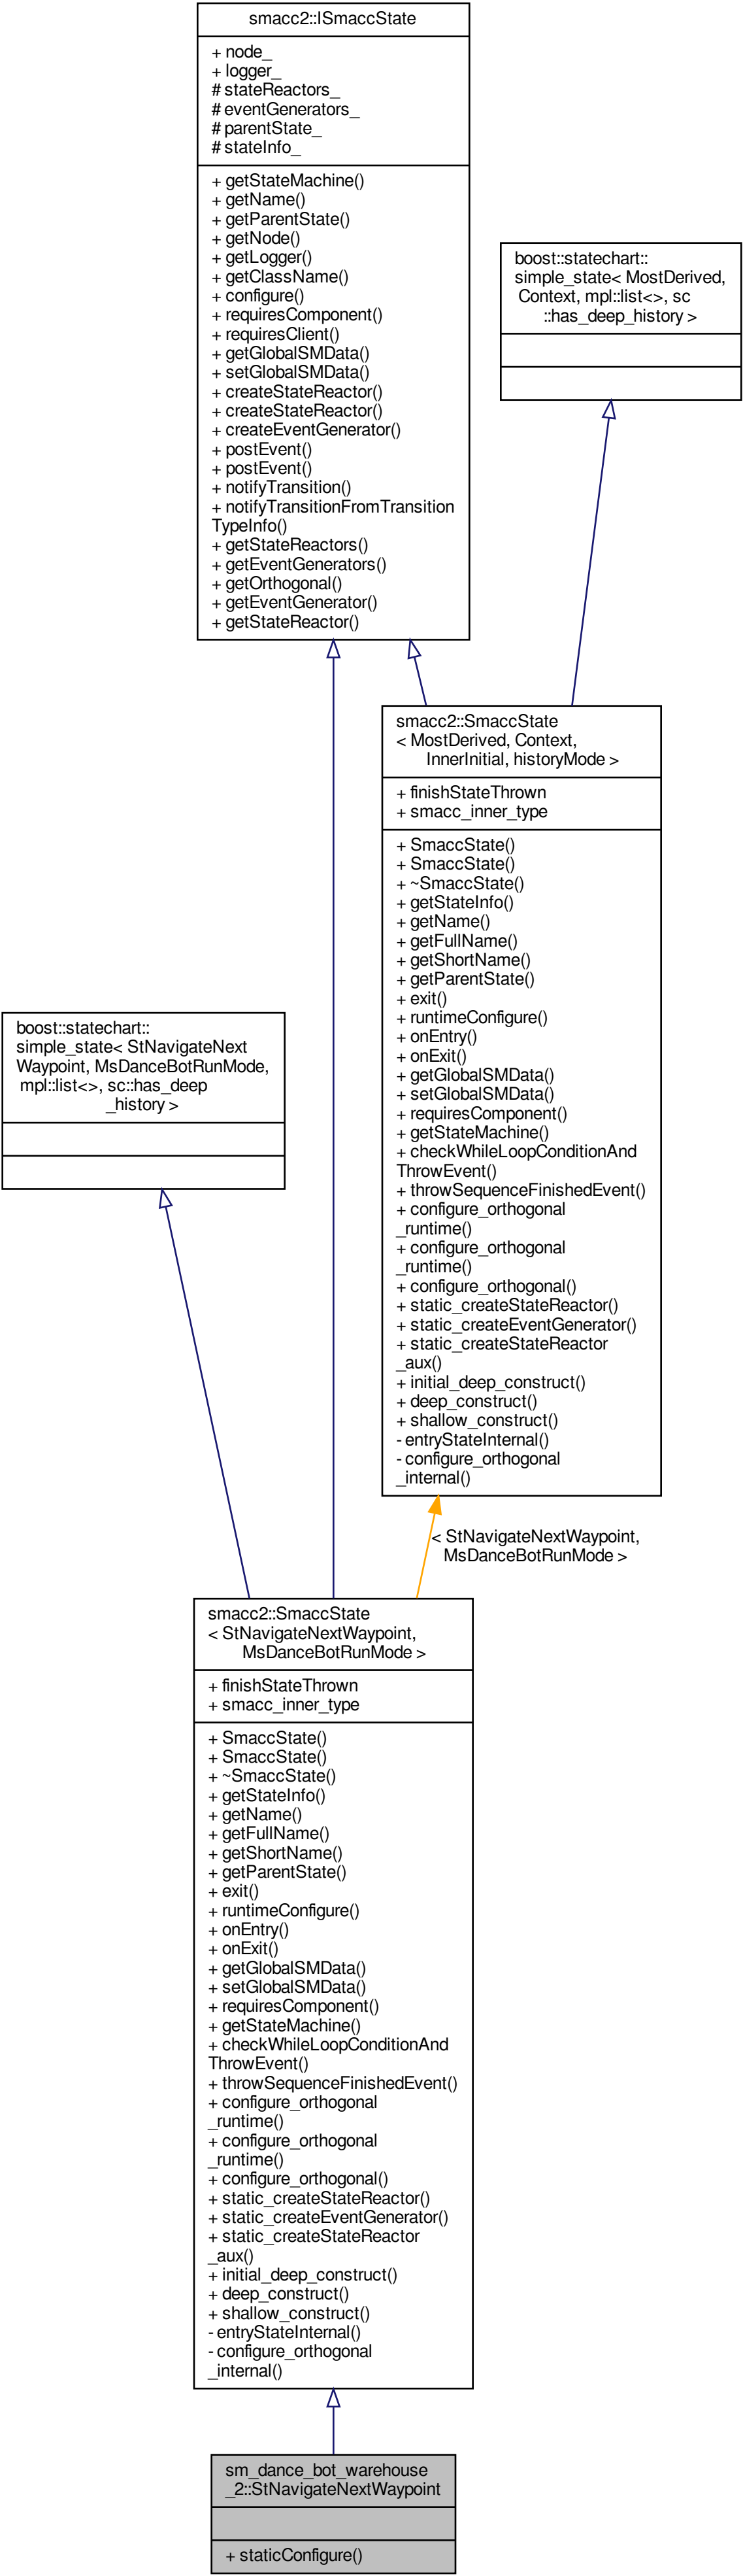 smacc2::ISmaccState
+ node_
+ logger_
# stateReactors_
# eventGenerators_
# parentState_
# stateInfo_
+ getStateMachine()
+ getName()
+ getParentState()
+ getNode()
+ getLogger()
+ getClassName()
+ configure()
+ requiresComponent()
+ requiresClient()
+ getGlobalSMData()
+ setGlobalSMData()
+ createStateReactor()
+ createStateReactor()
+ createEventGenerator()
+ postEvent()
+ postEvent()
+ notifyTransition()
+ notifyTransitionFromTransition
TypeInfo()
+ getStateReactors()
+ getEventGenerators()
+ getOrthogonal()
+ getEventGenerator()
+ getStateReactor()
boost::statechart::
simple_state< MostDerived,
Context, mpl::list<>, sc
::has_deep_history >
smacc2::SmaccState
< MostDerived, Context,
InnerInitial, historyMode >
+ finishStateThrown
+ smacc_inner_type
+ SmaccState()
+ SmaccState()
+ ~SmaccState()
+ getStateInfo()
+ getName()
+ getFullName()
+ getShortName()
+ getParentState()
+ exit()
+ runtimeConfigure()
+ onEntry()
+ onExit()
+ getGlobalSMData()
+ setGlobalSMData()
+ requiresComponent()
+ getStateMachine()
+ checkWhileLoopConditionAnd
ThrowEvent()
+ throwSequenceFinishedEvent()
+ configure_orthogonal
_runtime()
+ configure_orthogonal
_runtime()
+ configure_orthogonal()
+ static_createStateReactor()
+ static_createEventGenerator()
+ static_createStateReactor
_aux()
+ initial_deep_construct()
+ deep_construct()
+ shallow_construct()
- entryStateInternal()
- configure_orthogonal
_internal()
boost::statechart::
simple_state< StNavigateNext
Waypoint, MsDanceBotRunMode,
mpl::list<>, sc::has_deep
_history >
< StNavigateNextWaypoint,
MsDanceBotRunMode >
smacc2::SmaccState
< StNavigateNextWaypoint,
MsDanceBotRunMode >
+ finishStateThrown
+ smacc_inner_type
+ SmaccState()
+ SmaccState()
+ ~SmaccState()
+ getStateInfo()
+ getName()
+ getFullName()
+ getShortName()
+ getParentState()
+ exit()
+ runtimeConfigure()
+ onEntry()
+ onExit()
+ getGlobalSMData()
+ setGlobalSMData()
+ requiresComponent()
+ getStateMachine()
+ checkWhileLoopConditionAnd
ThrowEvent()
+ throwSequenceFinishedEvent()
+ configure_orthogonal
_runtime()
+ configure_orthogonal
_runtime()
+ configure_orthogonal()
+ static_createStateReactor()
+ static_createEventGenerator()
+ static_createStateReactor
_aux()
+ initial_deep_construct()
+ deep_construct()
+ shallow_construct()
- entryStateInternal()
- configure_orthogonal
_internal()
sm_dance_bot_warehouse
_2::StNavigateNextWaypoint
+ staticConfigure()